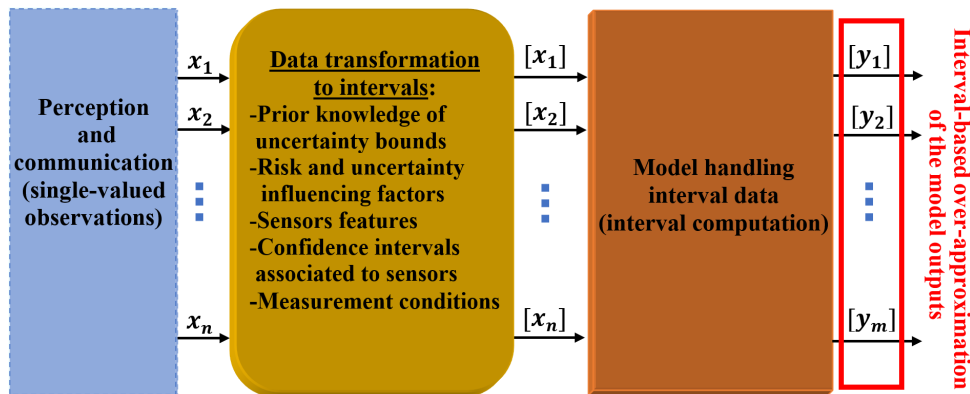 Perception
and
communication
(single-valued
observations)
x₁
x₂
xₙ
Data transformation
to intervals:
-Prior knowledge of
uncertainty bounds
-Risk and uncertainty
influencing factors
-Sensors features
-Confidence intervals
associated to sensors
-Measurement conditions
[x₁]
[x₂]
[xₙ]
Model handling
interval data
(interval computation)
[y₁]
[y₂]
[yₘ]
Interval-based over-approximation
of the model outputs